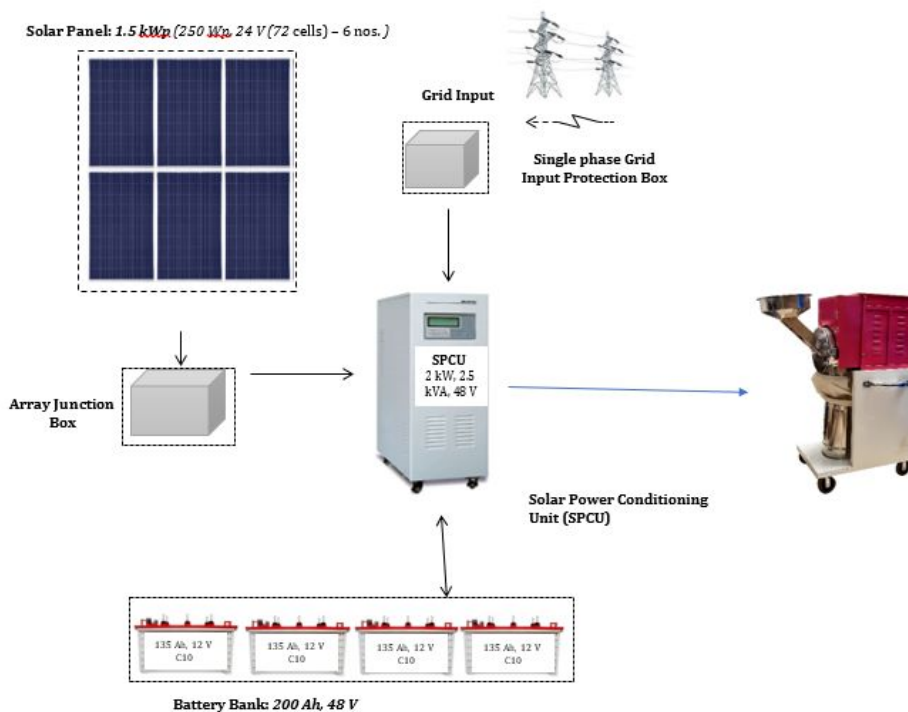 Solar Panel: 1.5 kWp (250 Wp, 24 V (72 cells) – 6 nos.)
Grid Input
Single phase Grid
Input Protection Box
SPCU
2 kW, 2.5
kVA, 48 V
Array Junction
Box
Solar Power Conditioning
Unit (SPCU)
135 Ah, 12 V
C10
135 Ah, 12 V
C10
135 Ah, 12 V
C10
135 Ah, 12 V
C10
Battery Bank: 200 Ah, 48 V